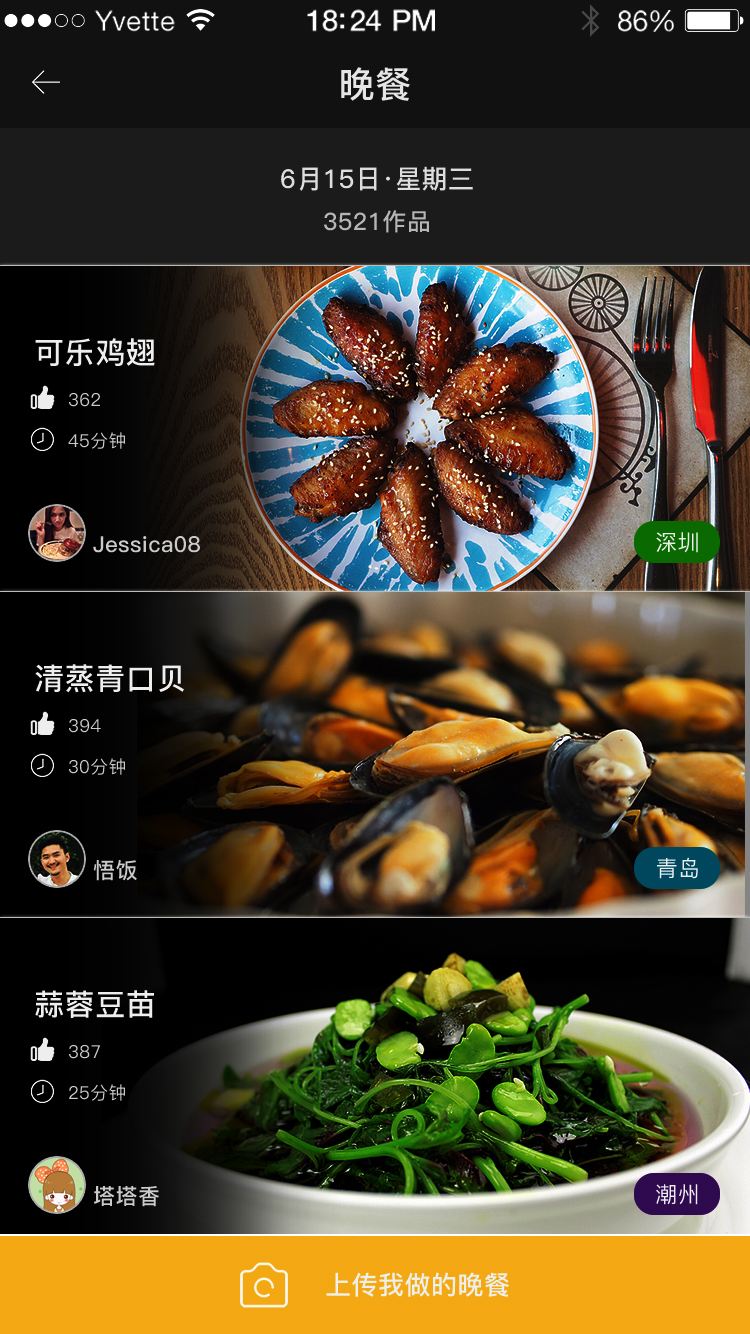 Yvette 18:24 PM 86%
晚餐
6月15日·星期三
3521作品
可乐鸡翅
362
45分钟
Jessica08
深圳
清蒸青口贝
394
30分钟
悟饭
青岛
蒜蓉豆苗
387
25分钟
塔塔香
潮州
上传我做的晚餐